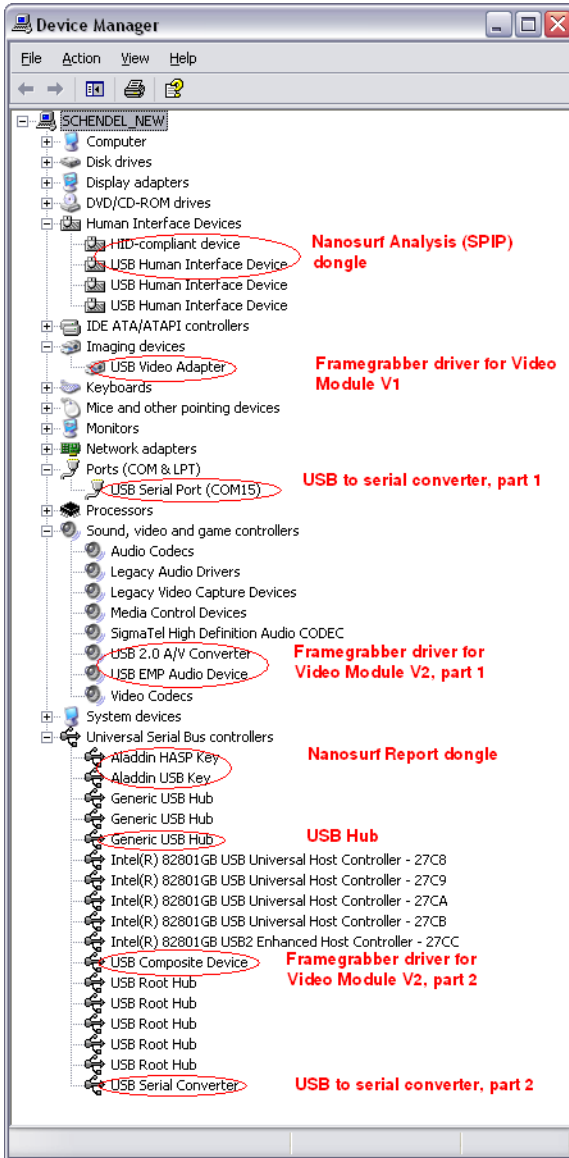 Device Manager
File Action View Help
SCHENDEL_NEW
Computer
Disk drives
Display adapters
DVD/CD-ROM drives
Human Interface Devices
HID-compliant device
Nanosurf Analysis (SPIP)
dongle
USB Human Interface Device
USB Human Interface Device
USB Human Interface Device
IDE ATA/ATAPI controllers
Imaging devices
USB Video Adapter
Framegrabber driver for Video
Module V1
Keyboards
Mice and other pointing devices
Monitors
Network adapters
Ports (COM & LPT)
USB Serial Port (COM15)
USB to serial converter, part 1
Processors
Sound, video and game controllers
Audio Codecs
Legacy Audio Drivers
Legacy Video Capture Devices
Media Control Devices
SigmaTel High Definition Audio CODEC
USB 2.0 A/V Converter
Framegrabber driver for
Video Module V2, part 1
USB EMP Audio Device
Video Codecs
System devices
Universal Serial Bus controllers
Aladdin HASP Key
Nanosurf Report dongle
Aladdin USB Key
Generic USB Hub
Generic USB Hub
Generic USB Hub
USB Hub
Intel(R) 82801GB USB Universal Host Controller - 27C8
Intel(R) 82801GB USB Universal Host Controller - 27C9
Intel(R) 82801GB USB Universal Host Controller - 27CA
Intel(R) 82801GB USB Universal Host Controller - 27CB
Intel(R) 82801GB USB2 Enhanced Host Controller - 27CC
USB Composite Device
Framegrabber driver for
Video Module V2, part 2
USB Root Hub
USB Root Hub
USB Root Hub
USB Root Hub
USB Root Hub
USB Serial Converter
USB to serial converter, part 2